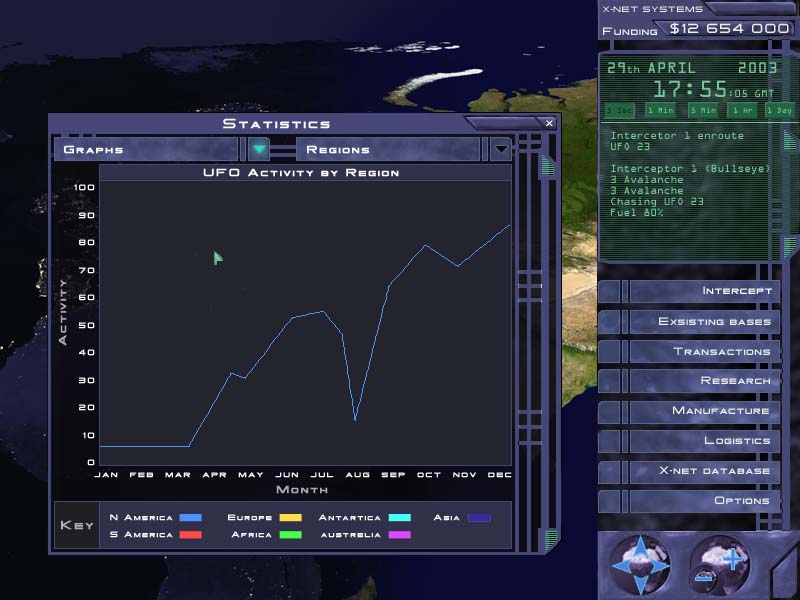 X-NET SYSTEMS
FUNDING $12 654 000
29TH APRIL 2003
17:55:05 GMT
5 Sec 1 Min 5 Min 1 Hr 1 Day
Intercetor 1 enroute
UFO 23
Interceptor 1 (Bullseye)
3 Avalanche
3 Avalanche
Chasing UFO 23
Fuel 80%
INTERCEPT
EXSISTING BASES
TRANSACTIONS
RESEARCH
MANUFACTURE
LOGISTICS
X-NET DATABASE
OPTIONS
STATISTICS
GRAPHS REGIONS
UFO ACTIVITY BY REGION
100
90
80
70
60
50
40
30
20
10
0
ACTIVITY
JAN FEB MAR APR MAY JUN JUL AUG SEP OCT NOV DEC
MONTH
KEY
N AMERICA EUROPE ANTARTICA ASIA
S AMERICA AFRICA AUSTRELIA